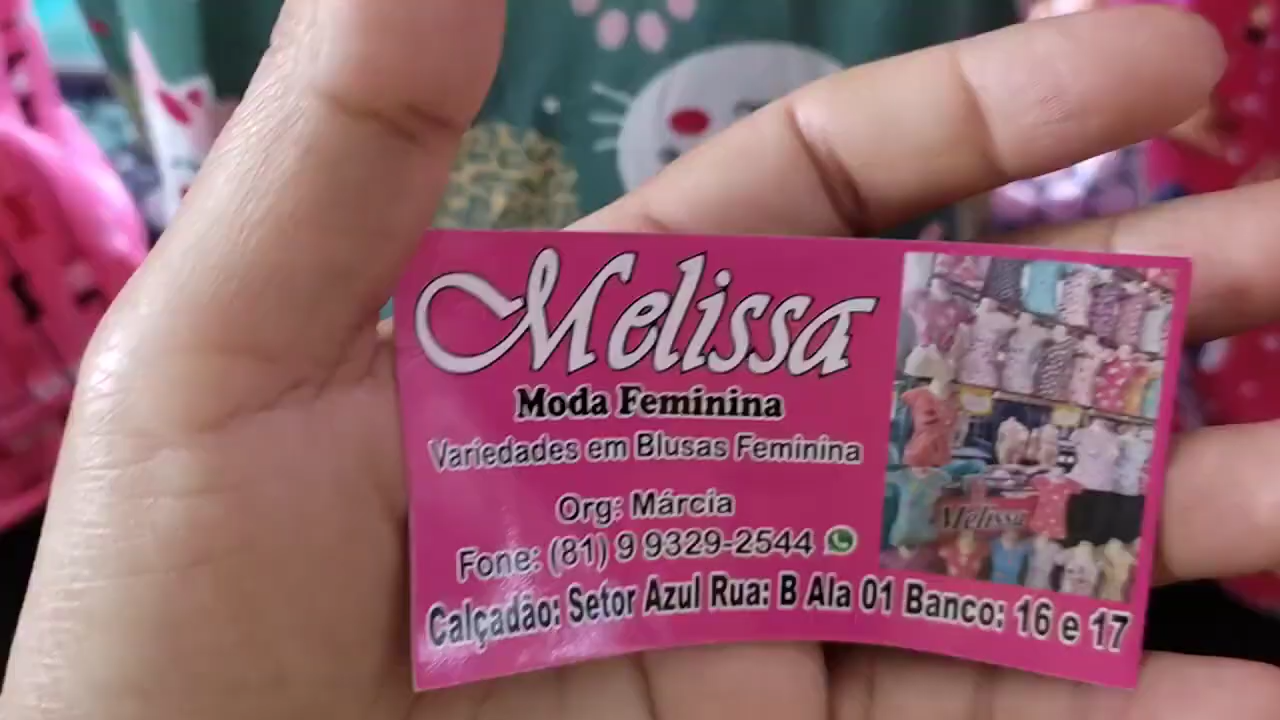 Melissa
Moda Feminina
Variedades em Blusas Feminina
Org: Márcia
Fone: (81) 9 9329-2544
Calçadão: Setor Azul Rua: B Ala 01 Banco: 16 e 17
Melissa